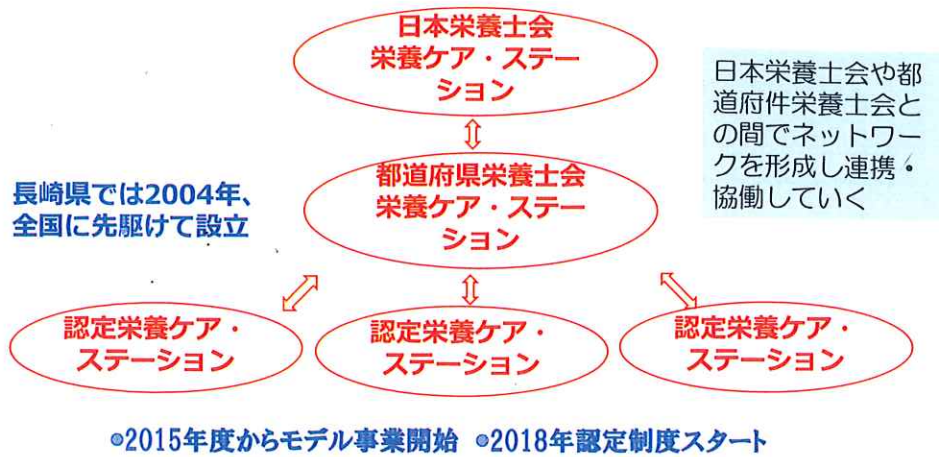 日本栄養士会
栄養ケア・ステー
ション
日本栄養士会や都
道府件栄養士会と
の間でネットワー
クを形成し連携・
協働していく
都道府県栄養士会
栄養ケア・ステー
ション
長崎県では2004年、
全国に先駆けて設立
認定栄養ケア・
ステーション
認定栄養ケア・
ステーション
認定栄養ケア・
ステーション
●2015年度からモデル事業開始 ●2018年認定制度スタート